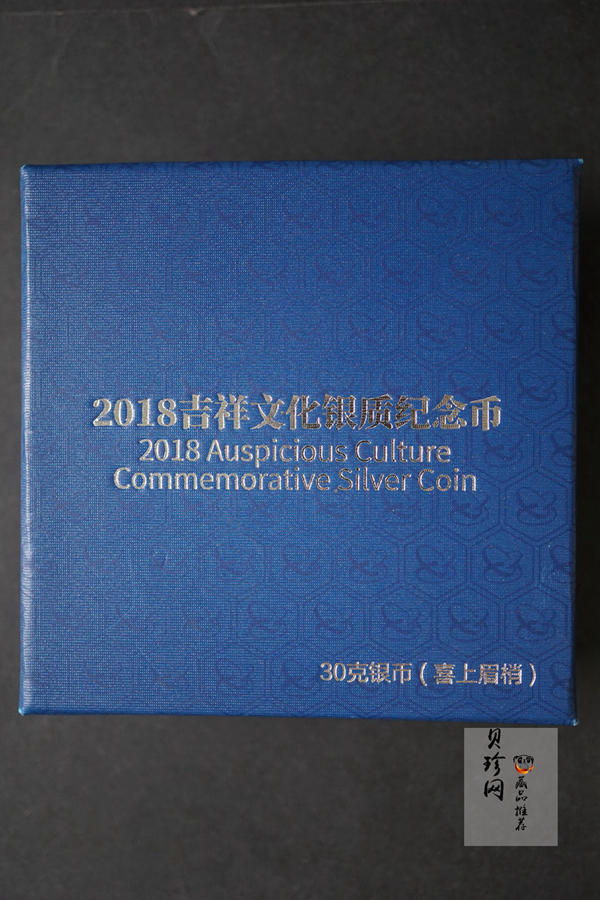 2018吉祥文化银质纪念币
2018 Auspicious Culture
Commemorative Silver Coin
30克银币(喜上眉梢)
贝珍网
藏品推荐